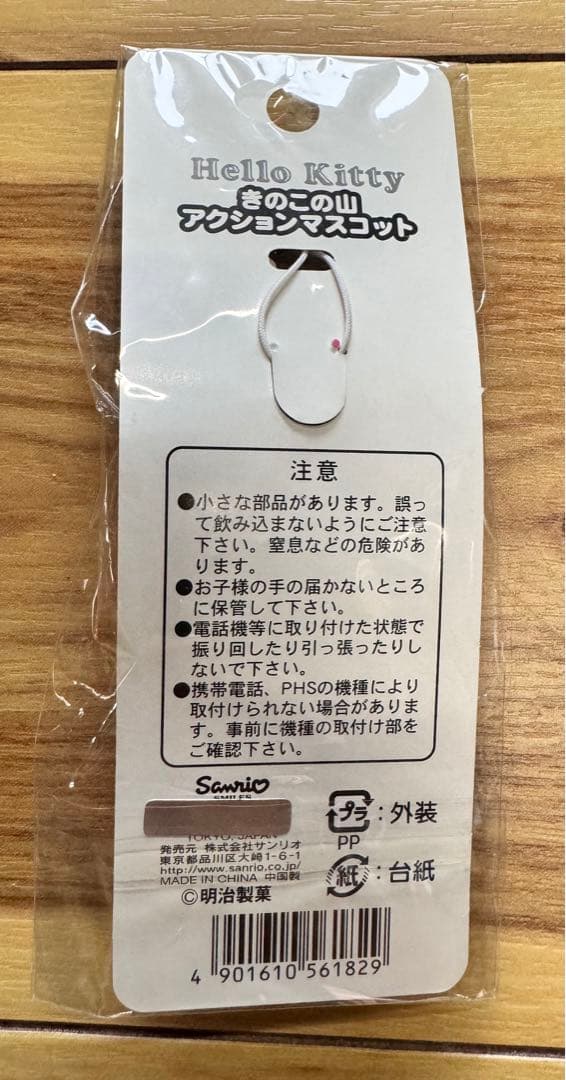 Hello Kitty
きのこの山
アクションマスコット
注意
●小さな部品があります。誤っ
て飲み込まないようにご注意
下さい。窒息などの危険があ
ります。
●お子様の手の届かないところ
に保管して下さい。
●電話機等に取り付けた状態で
振り回したり引っ張ったりし
ないで下さい。
●携帯電話、PHSの機種により
取付けられない場合がありま
す。事前に機種の取付け部を
ご確認下さい。
Sanrio
SMILES
TOKYO, JAPAN
発売元 株式会社サンリオ
東京都品川区大崎1-6-1
http://www.sanrio.co.jp/
MADE IN CHINA 中国製
Ⓒ明治製菓
プラ:外装
PP
紙:台紙
4 901610 561829